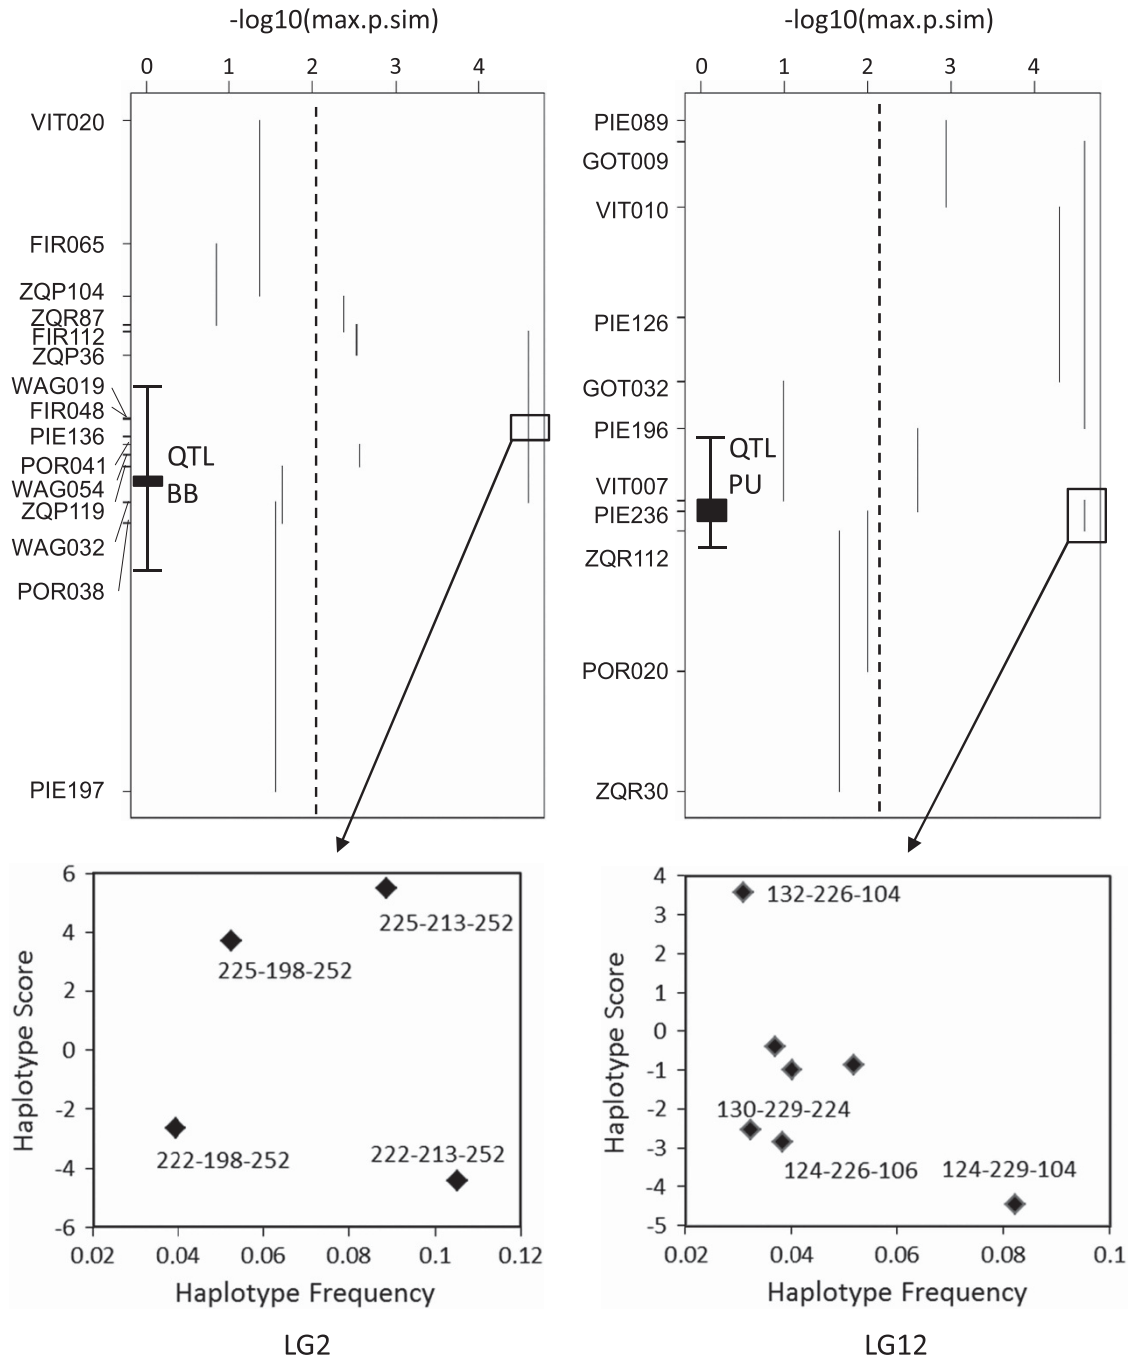 -log10(max.p.sim)
0 1 2 3 4
VIT020
FIR065
ZQP104
ZQR87
FIR112
ZQP36
WAG019
FIR048
PIE136
POR041
WAG054
ZQP119
WAG032
POR038
PIE197
QTL
BB
-log10(max.p.sim)
0 1 2 3 4
PIE089
GOT009
VIT010
PIE126
GOT032
PIE196
VIT007
PIE236
ZQR112
POR020
ZQR30
QTL
PU
Haplotype Score
6
4
2
0
-2
-4
-6
225-213-252
225-198-252
222-198-252
222-213-252
0.02 0.04 0.06 0.08 0.1 0.12
Haplotype Frequency
LG2
Haplotype Score
4
3
2
1
0
-1
-2
-3
-4
-5
132-226-104
130-229-224
124-226-106
124-229-104
0.02 0.04 0.06 0.08 0.1
Haplotype Frequency
LG12